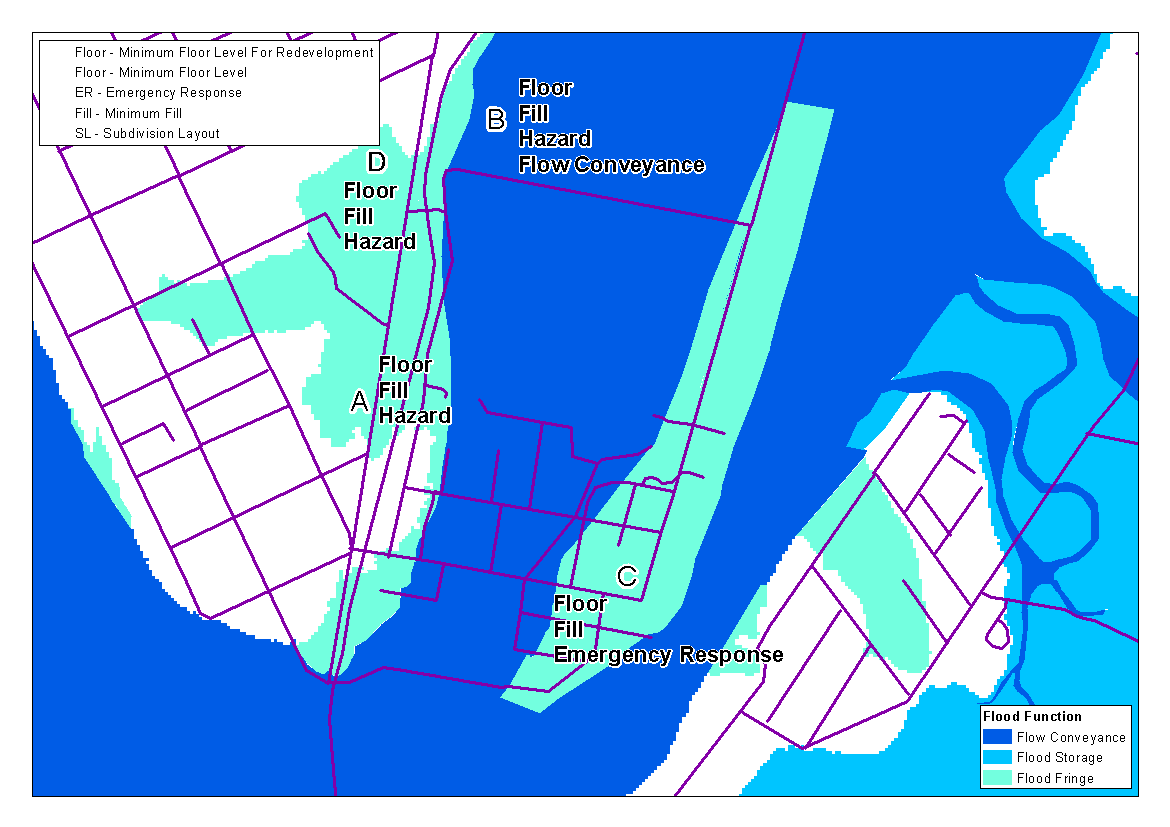 Floor - Minimum Floor Level For Redevelopment
Floor - Minimum Floor Level
ER - Emergency Response
Fill - Minimum Fill
SL - Subdivision Layout
B
Floor
Fill
Hazard
Flow Conveyance
D
Floor
Fill
Hazard
A
Floor
Fill
Hazard
C
Floor
Fill
Emergency Response
Flood Function
Flow Conveyance
Flood Storage
Flood Fringe